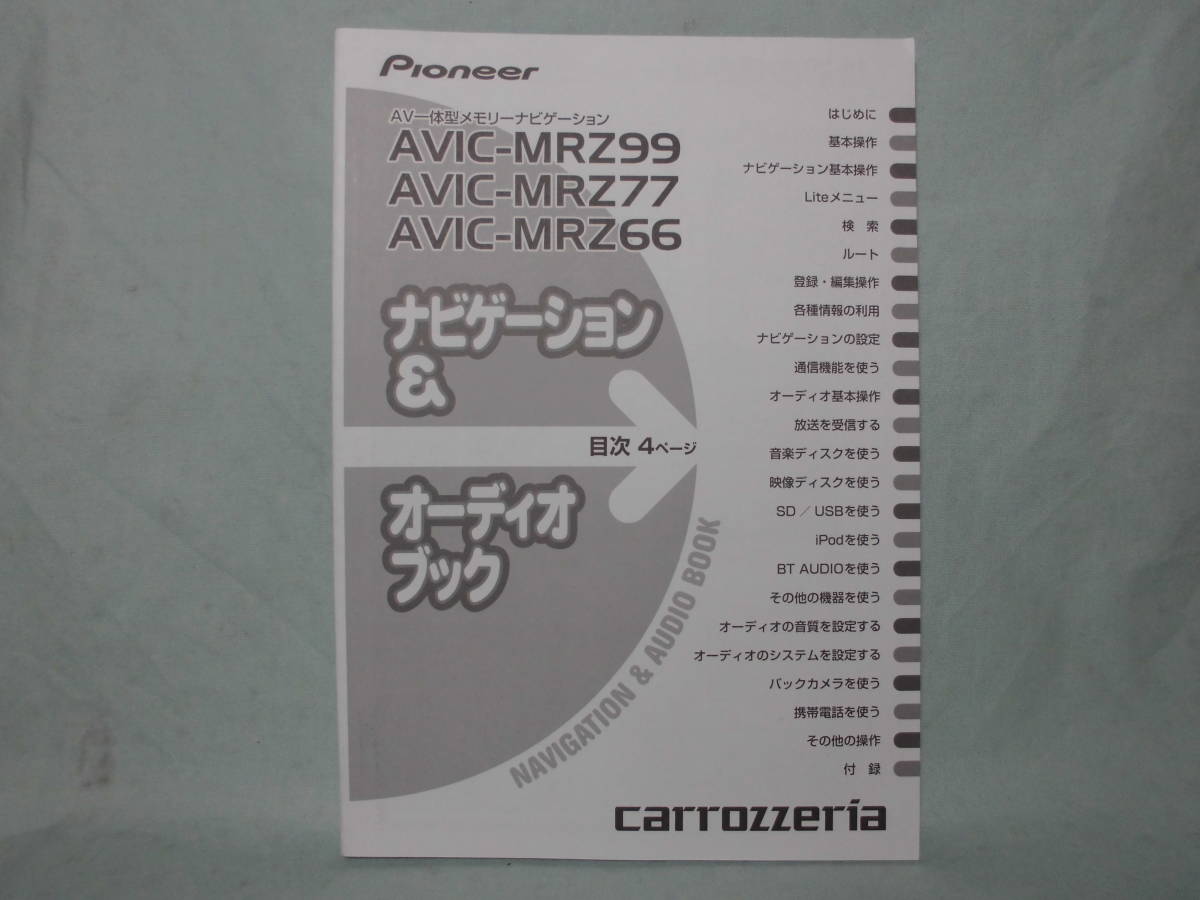 Pioneer
AV一体型メモリーナビゲーション
AVIC-MRZ99
AVIC-MRZ77
AVIC-MRZ66
ナビゲーション
&
目次 4ページ
オーディオ
ブック
NAVIGATION & AUDIO BOOK
はじめに
基本操作
ナビゲーション基本操作
Liteメニュー
検 索
ルート
登録・編集操作
各種情報の利用
ナビゲーションの設定
通信機能を使う
オーディオ基本操作
放送を受信する
音楽ディスクを使う
映像ディスクを使う
SD / USBを使う
iPodを使う
BT AUDIOを使う
その他の機器を使う
オーディオの音質を設定する
オーディオのシステムを設定する
バックカメラを使う
携帯電話を使う
その他の操作
付 録
carrozzeria